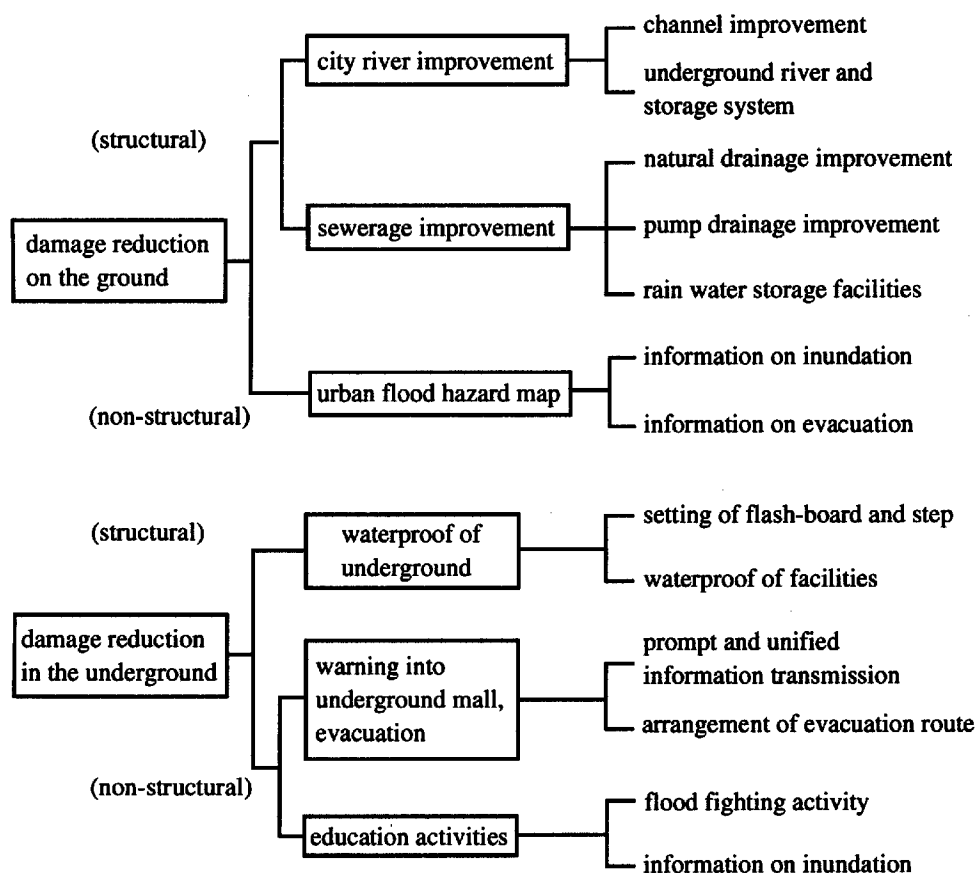 channel improvement
city river improvement
underground river and
storage system
(structural)
natural drainage improvement
damage reduction
on the ground
sewerage improvement
pump drainage improvement
rain water storage facilities
information on inundation
urban flood hazard map
(non-structural)
information on evacuation
(structural)
setting of flash-board and step
waterproof of
underground
waterproof of facilities
damage reduction
in the underground
warning into
underground mall,
evacuation
prompt and unified
information transmission
arrangement of evacuation route
(non-structural)
flood fighting activity
education activities
information on inundation